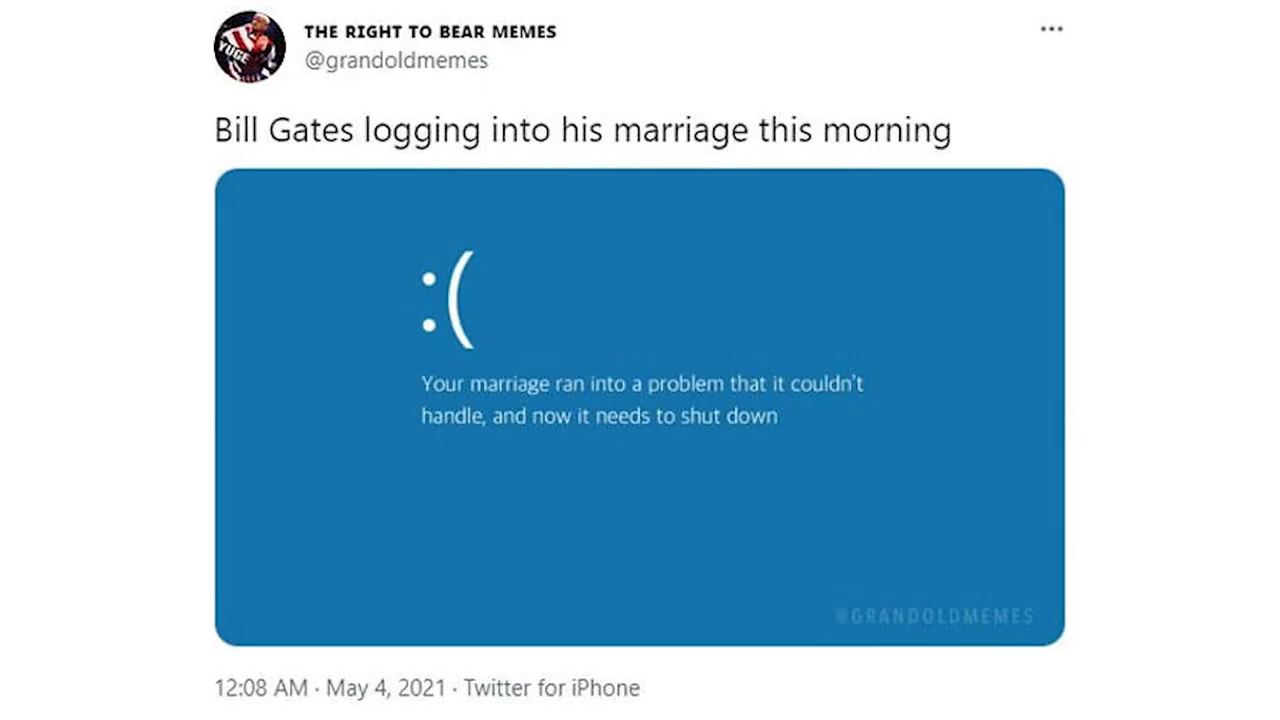 THE RIGHT TO BEAR MEMES
@grandoldmemes
YUGE
Bill Gates logging into his marriage this morning
:(
Your marriage ran into a problem that it couldn't
handle, and now it needs to shut down
@GRANDOLDMEMES
12:08 AM · May 4, 2021 · Twitter for iPhone